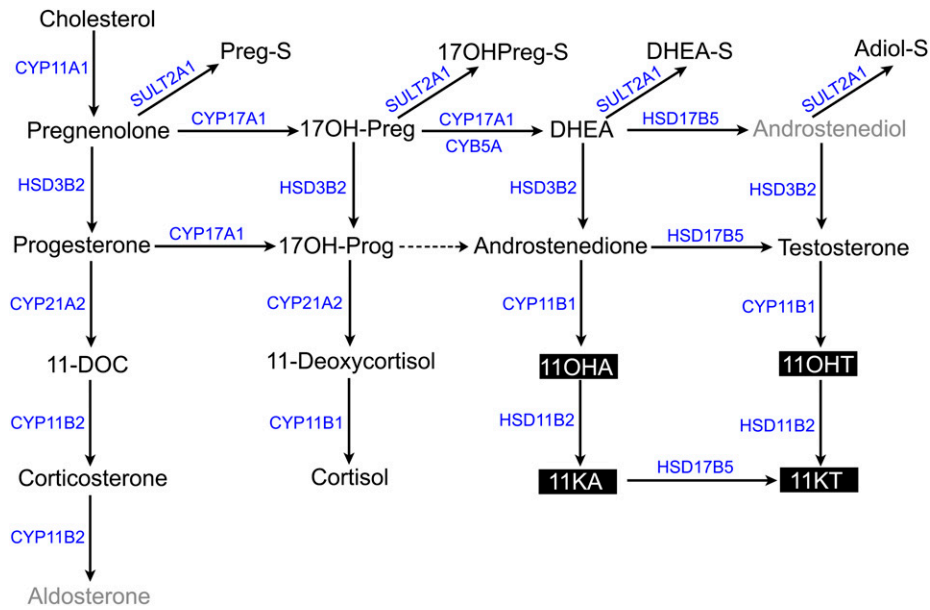 Cholesterol
CYP11A1
SULT2A1
Preg-S
SULT2A1
17OHPreg-S
SULT2A1
DHEA-S
SULT2A1
Adiol-S
Pregnenolone
CYP17A1
17OH-Preg
CYP17A1
CYB5A
DHEA
HSD17B5
Androstenediol
HSD3B2
HSD3B2
HSD3B2
HSD3B2
Progesterone
CYP17A1
17OH-Prog
Androstenedione
HSD17B5
Testosterone
CYP21A2
CYP21A2
CYP11B1
CYP11B1
11-DOC
11-Deoxycortisol
11OHA
11OHT
CYP11B2
CYP11B1
HSD11B2
HSD11B2
Corticosterone
Cortisol
11KA
HSD17B5
11KT
CYP11B2
Aldosterone